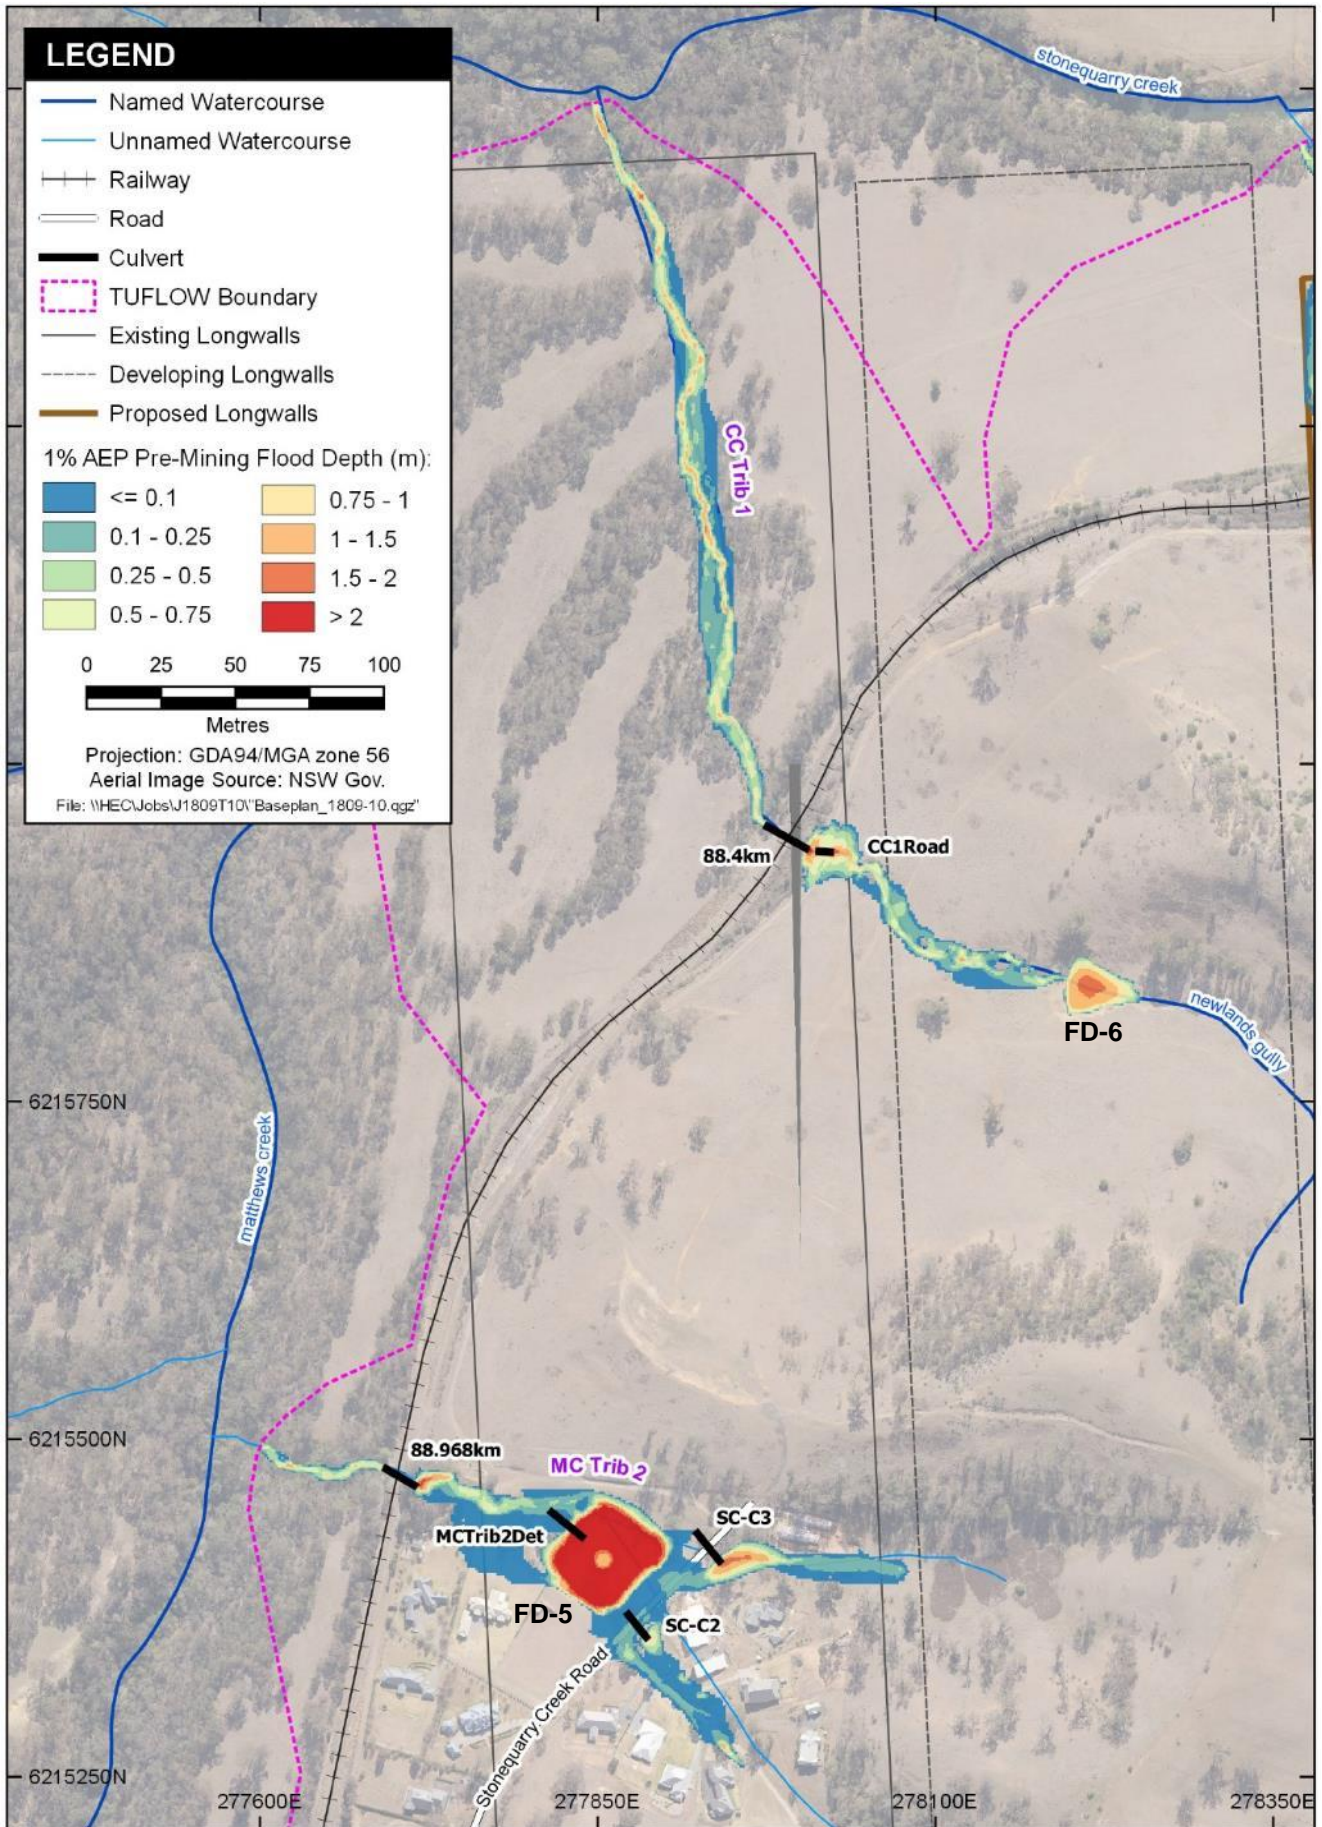 LEGEND
Named Watercourse
Unnamed Watercourse
Railway
Road
Culvert
TUFLOW Boundary
Existing Longwalls
Developing Longwalls
Proposed Longwalls
1% AEP Pre-Mining Flood Depth (m):
<= 0.1
0.1 - 0.25
0.25 - 0.5
0.5 - 0.75
0.75 - 1
1 - 1.5
1.5 - 2
> 2
0 25 50 75 100
Metres
Projection: GDA94/MGA zone 56
Aerial Image Source: NSW Gov.
File: \\HEC\Jobs\J1809T10\"Baseplan_1809-10.qgz"
stonequarry creek
CC Trib 1
88.4km
CC1Road
FD-6
newlands gully
6215750N
matthews creek
6215500N
88.968km
MC Trib 2
MCTrib2Det
SC-C3
FD-5
SC-C2
Stonequarry Creek Road
6215250N
277600E
277850E
278100E
278350E